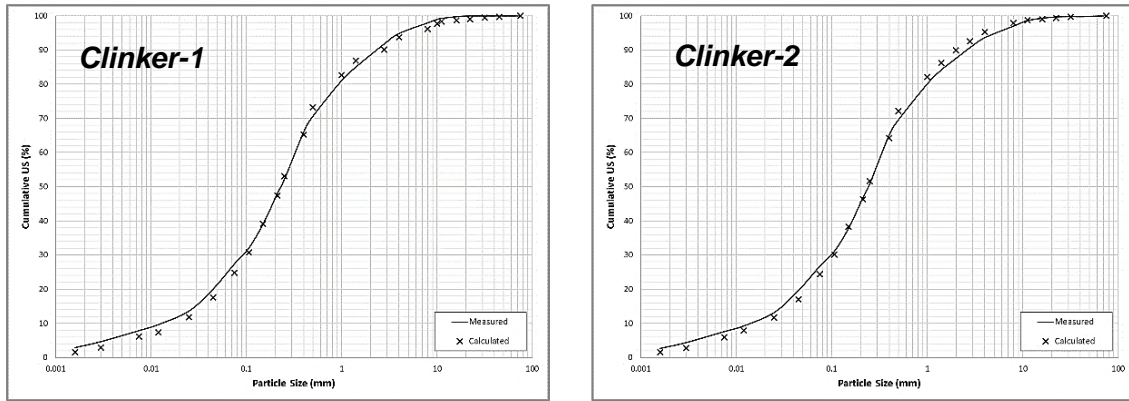 Clinker-1
Cumulative US (%)
100
90
80
70
60
50
40
30
20
10
0
0.001 0.01 0.1 1 10 100
Particle Size (mm)
Measured
Calculated
Clinker-2
Cumulative US (%)
100
90
80
70
60
50
40
30
20
10
0
0.001 0.01 0.1 1 10 100
Particle Size (mm)
Measured
Calculated